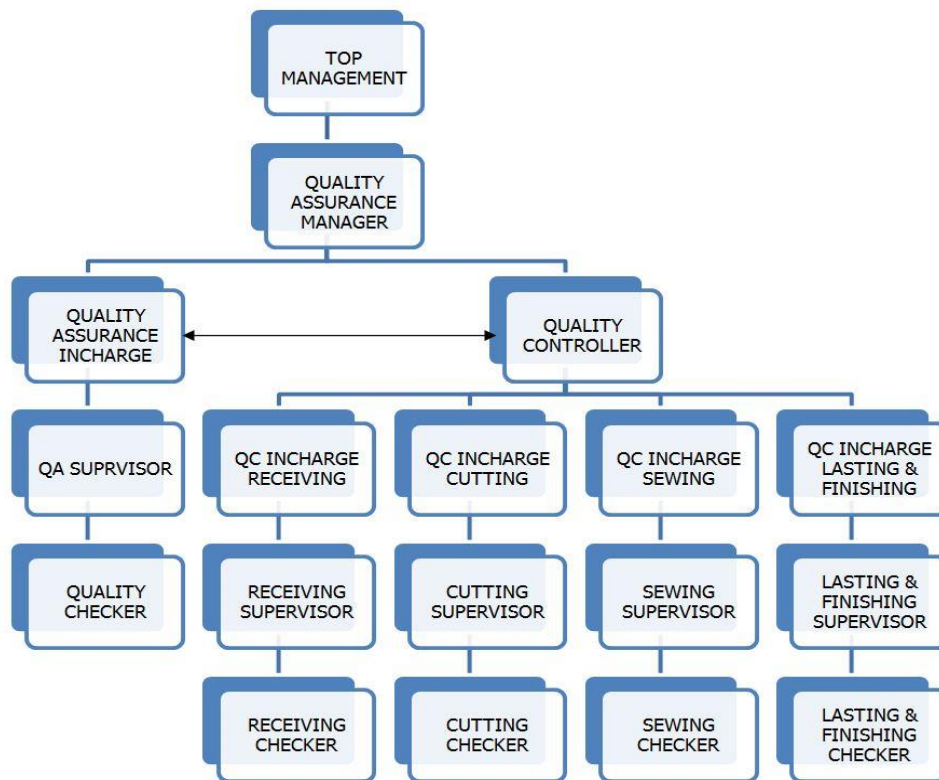 TOP
MANAGEMENT
QUALITY
ASSURANCE
MANAGER
QUALITY
ASSURANCE
INCHARGE
QUALITY
CONTROLLER
QA SUPRVISOR
QC INCHARGE
RECEIVING
QC INCHARGE
CUTTING
QC INCHARGE
SEWING
QC INCHARGE
LASTING &
FINISHING
QUALITY
CHECKER
RECEIVING
SUPERVISOR
CUTTING
SUPERVISOR
SEWING
SUPERVISOR
LASTING &
FINISHING
SUPERVISOR
RECEIVING
CHECKER
CUTTING
CHECKER
SEWING
CHECKER
LASTING &
FINISHING
CHECKER